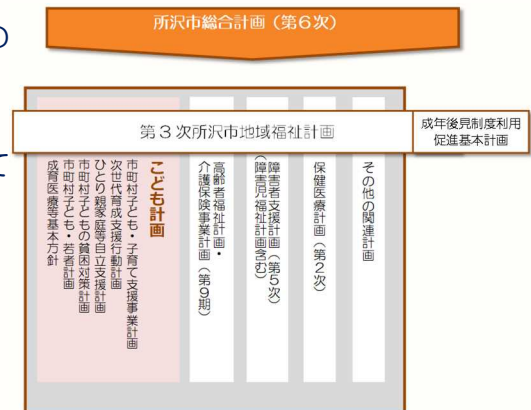 所沢市総合計画（第6次）
の
第３次所沢市地域福祉計画
成年後見制度利用
促進基本計画
て
こども計画
市町村子ども・子育て支援事業計画
次世代育成支援行動計画
ひとり親家庭等自立支援計画
市町村こどもの貧困対策計画
市町村子ども・若者計画
成育医療等基本方針
高齢者福祉計画・
介護保険事業計画（第9期）
障害者支援計画（第5次）
（障害児福祉計画含む）
保健医療計画（第2次）
その他の関連計画